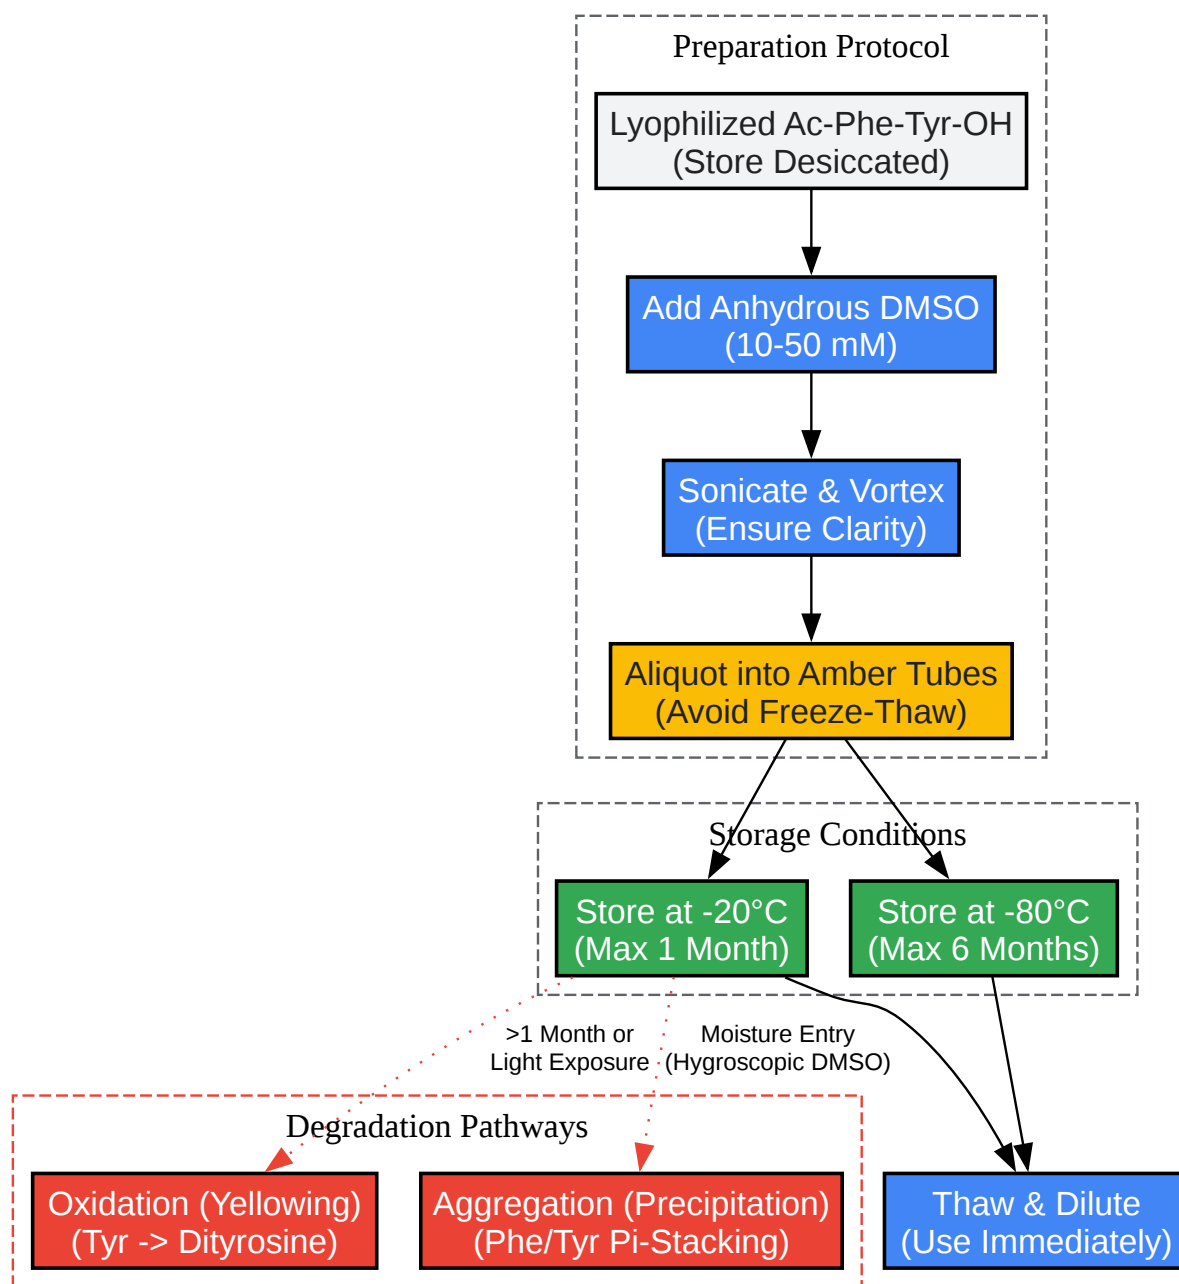 Preparation Protocol
Lyophilized Ac-Phe-Tyr-OH
(Store Desiccated)
Add Anhydrous DMSO
(10-50 mM)
Sonicate & Vortex
(Ensure Clarity)
Aliquot into Amber Tubes
(Avoid Freeze-Thaw)
Storage Conditions
Store at -20°C
(Max 1 Month)
Store at -80°C
(Max 6 Months)
>1 Month or
Light Exposure
Moisture Entry
(Hygroscopic DMSO)
Degradation Pathways
Oxidation (Yellowing)
(Tyr -> Dityrosine)
Aggregation (Precipitation)
(Phe/Tyr Pi-Stacking)
Thaw & Dilute
(Use Immediately)